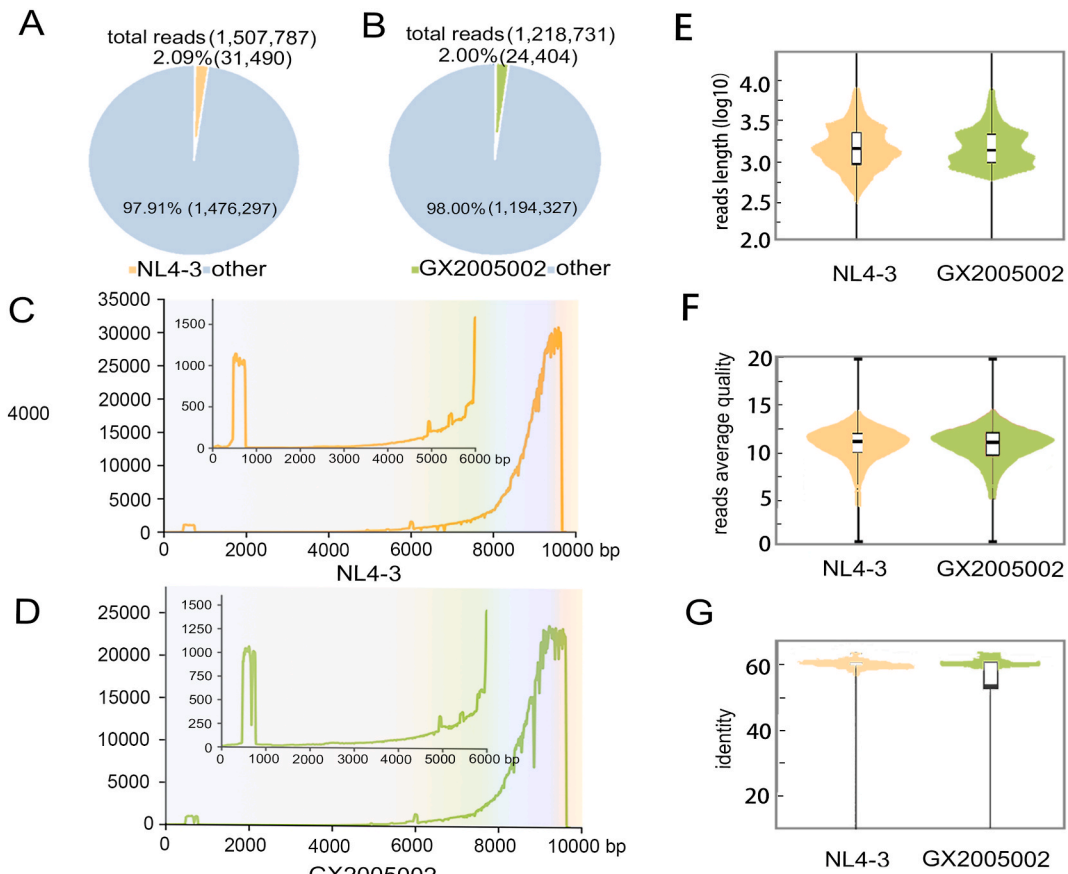 A
total reads (1,507,787)
2.09% (31,490)
97.91% (1,476,297)
NL4-3 other
B
total reads (1,218,731)
2.00% (24,404)
98.00% (1,194,327)
GX2005002 other
C
4000
35000
30000
25000
20000
15000
10000
5000
0
0 2000 4000 6000 8000 10000 bp
1500
1000
500
0
0 1000 2000 3000 4000 5000 6000 bp
NL4-3
D
25000
20000
15000
10000
5000
0
0 2000 4000 6000 8000 10000 bp
1500
1250
1000
750
500
250
0
0 1000 2000 3000 4000 5000 6000 bp
GX2005002
E
reads length (log10)
4.0
3.5
3.0
2.5
2.0
NL4-3 GX2005002
F
reads average quality
20
15
10
5
0
NL4-3 GX2005002
G
identity
60
40
20
NL4-3 GX2005002